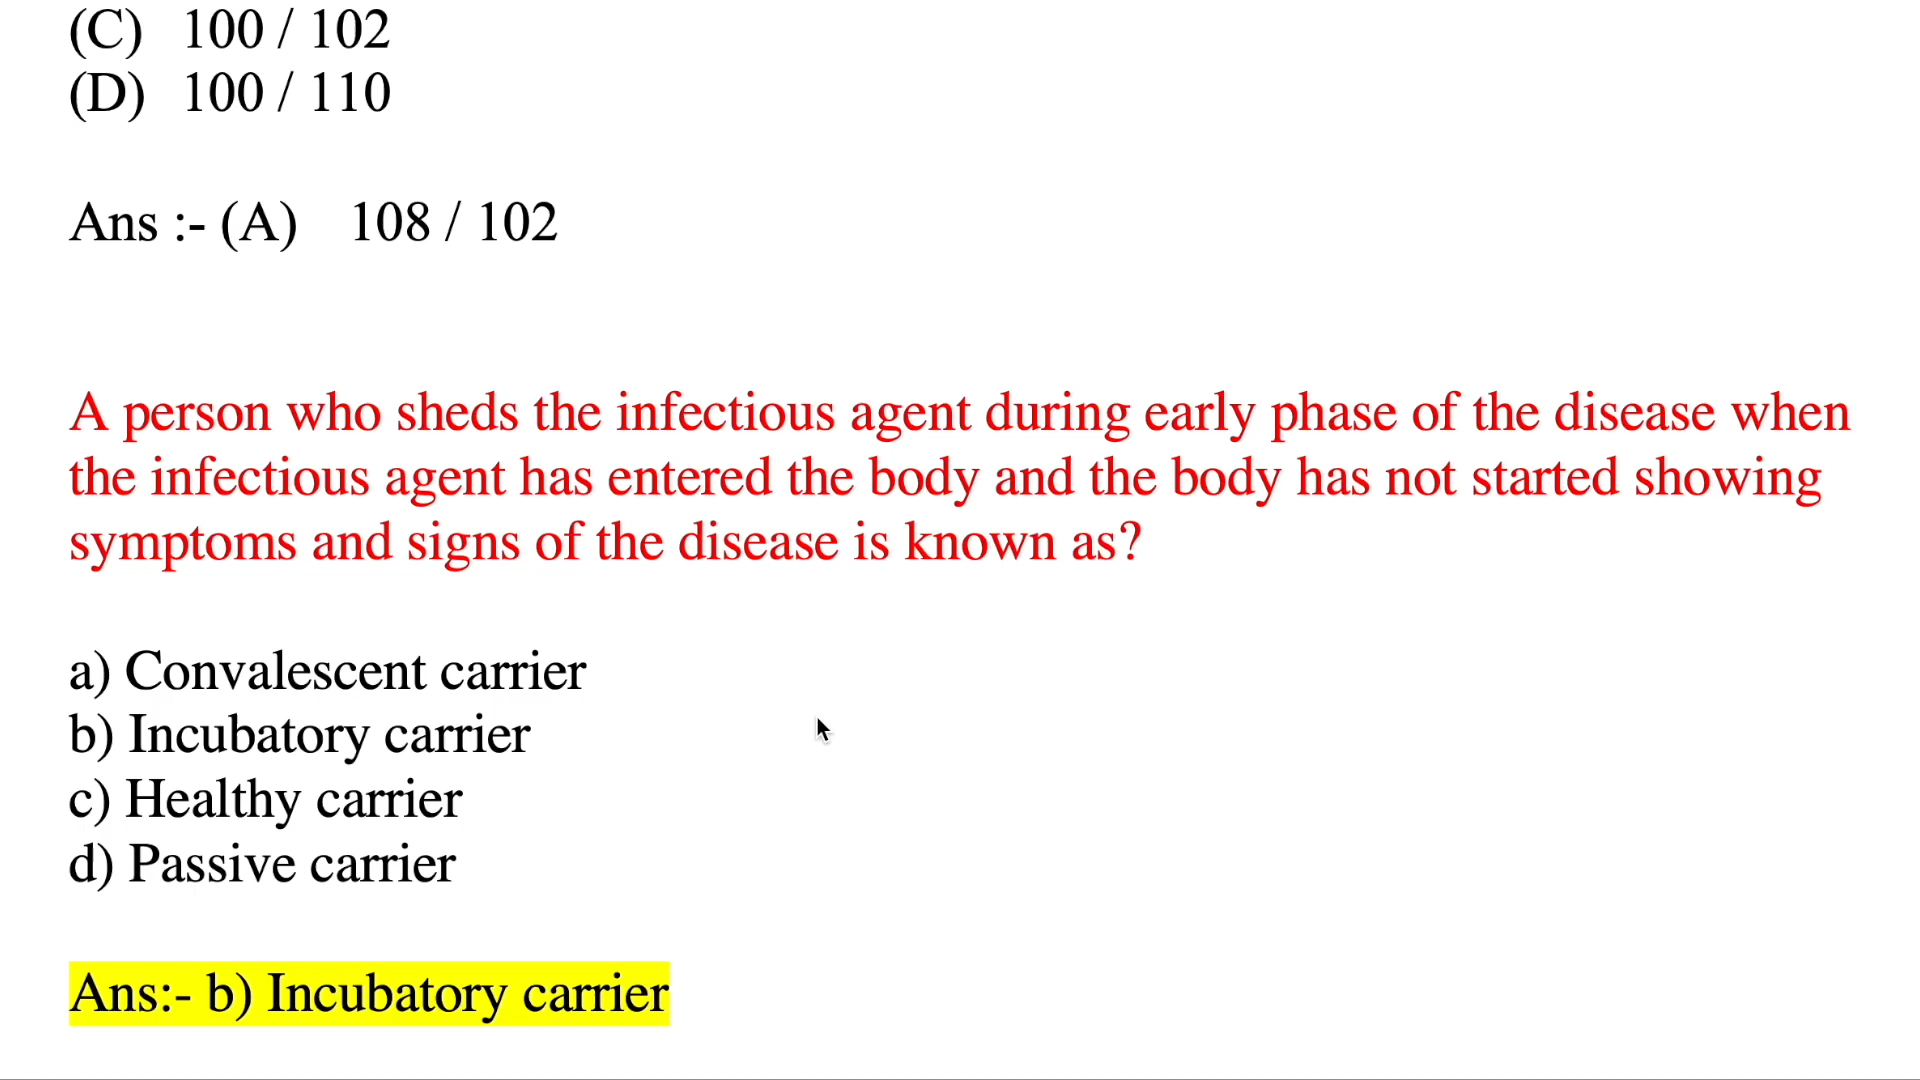 (C) 100 / 102
(D) 100 / 110
Ans :- (A) 108 / 102
A person who sheds the infectious agent during early phase of the disease when
the infectious agent has entered the body and the body has not started showing
symptoms and signs of the disease is known as?
a) Convalescent carrier
b) Incubatory carrier
c) Healthy carrier
d) Passive carrier
Ans:- b) Incubatory carrier